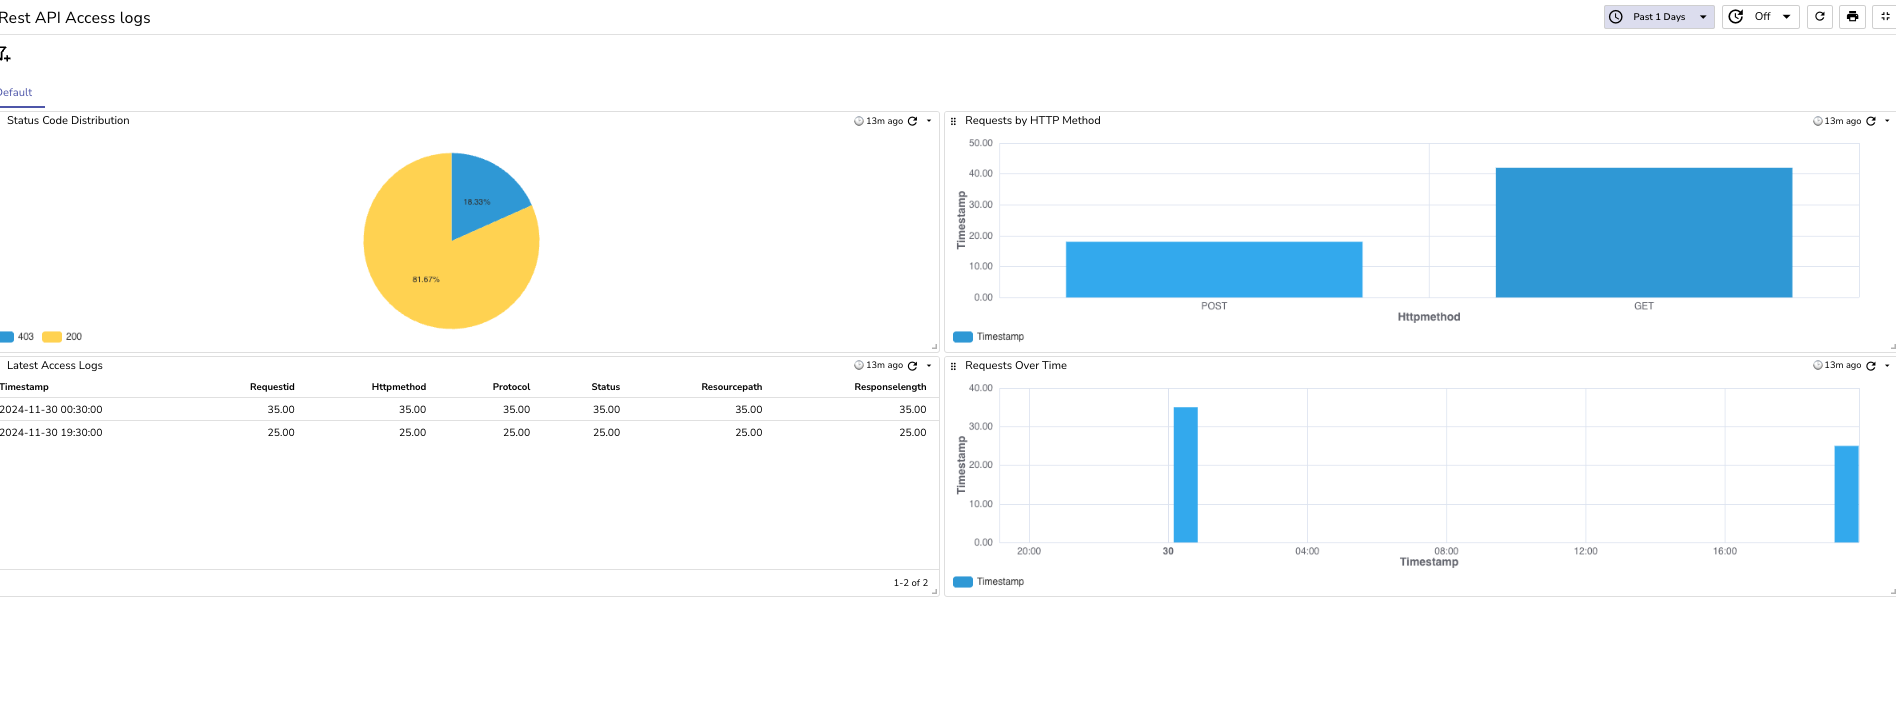 Rest API Access logs
Past 1 Days
Off
Default
Status Code Distribution
13m ago
18.33%
81.67%
403 200
Requests by HTTP Method
13m ago
50.00
40.00
30.00
20.00
10.00
0.00
Timestamp
POST GET
Httpmethod
Timestamp
Latest Access Logs
13m ago
Timestamp Requestid Httpmethod Protocol Status Resourcepath Responselength
2024-11-30 00:30:00 35.00 35.00 35.00 35.00 35.00 35.00
2024-11-30 19:30:00 25.00 25.00 25.00 25.00 25.00 25.00
1-2 of 2
Requests Over Time
13m ago
40.00
30.00
20.00
10.00
0.00
Timestamp
20:00 30 04:00 08:00 12:00 16:00
Timestamp
Timestamp